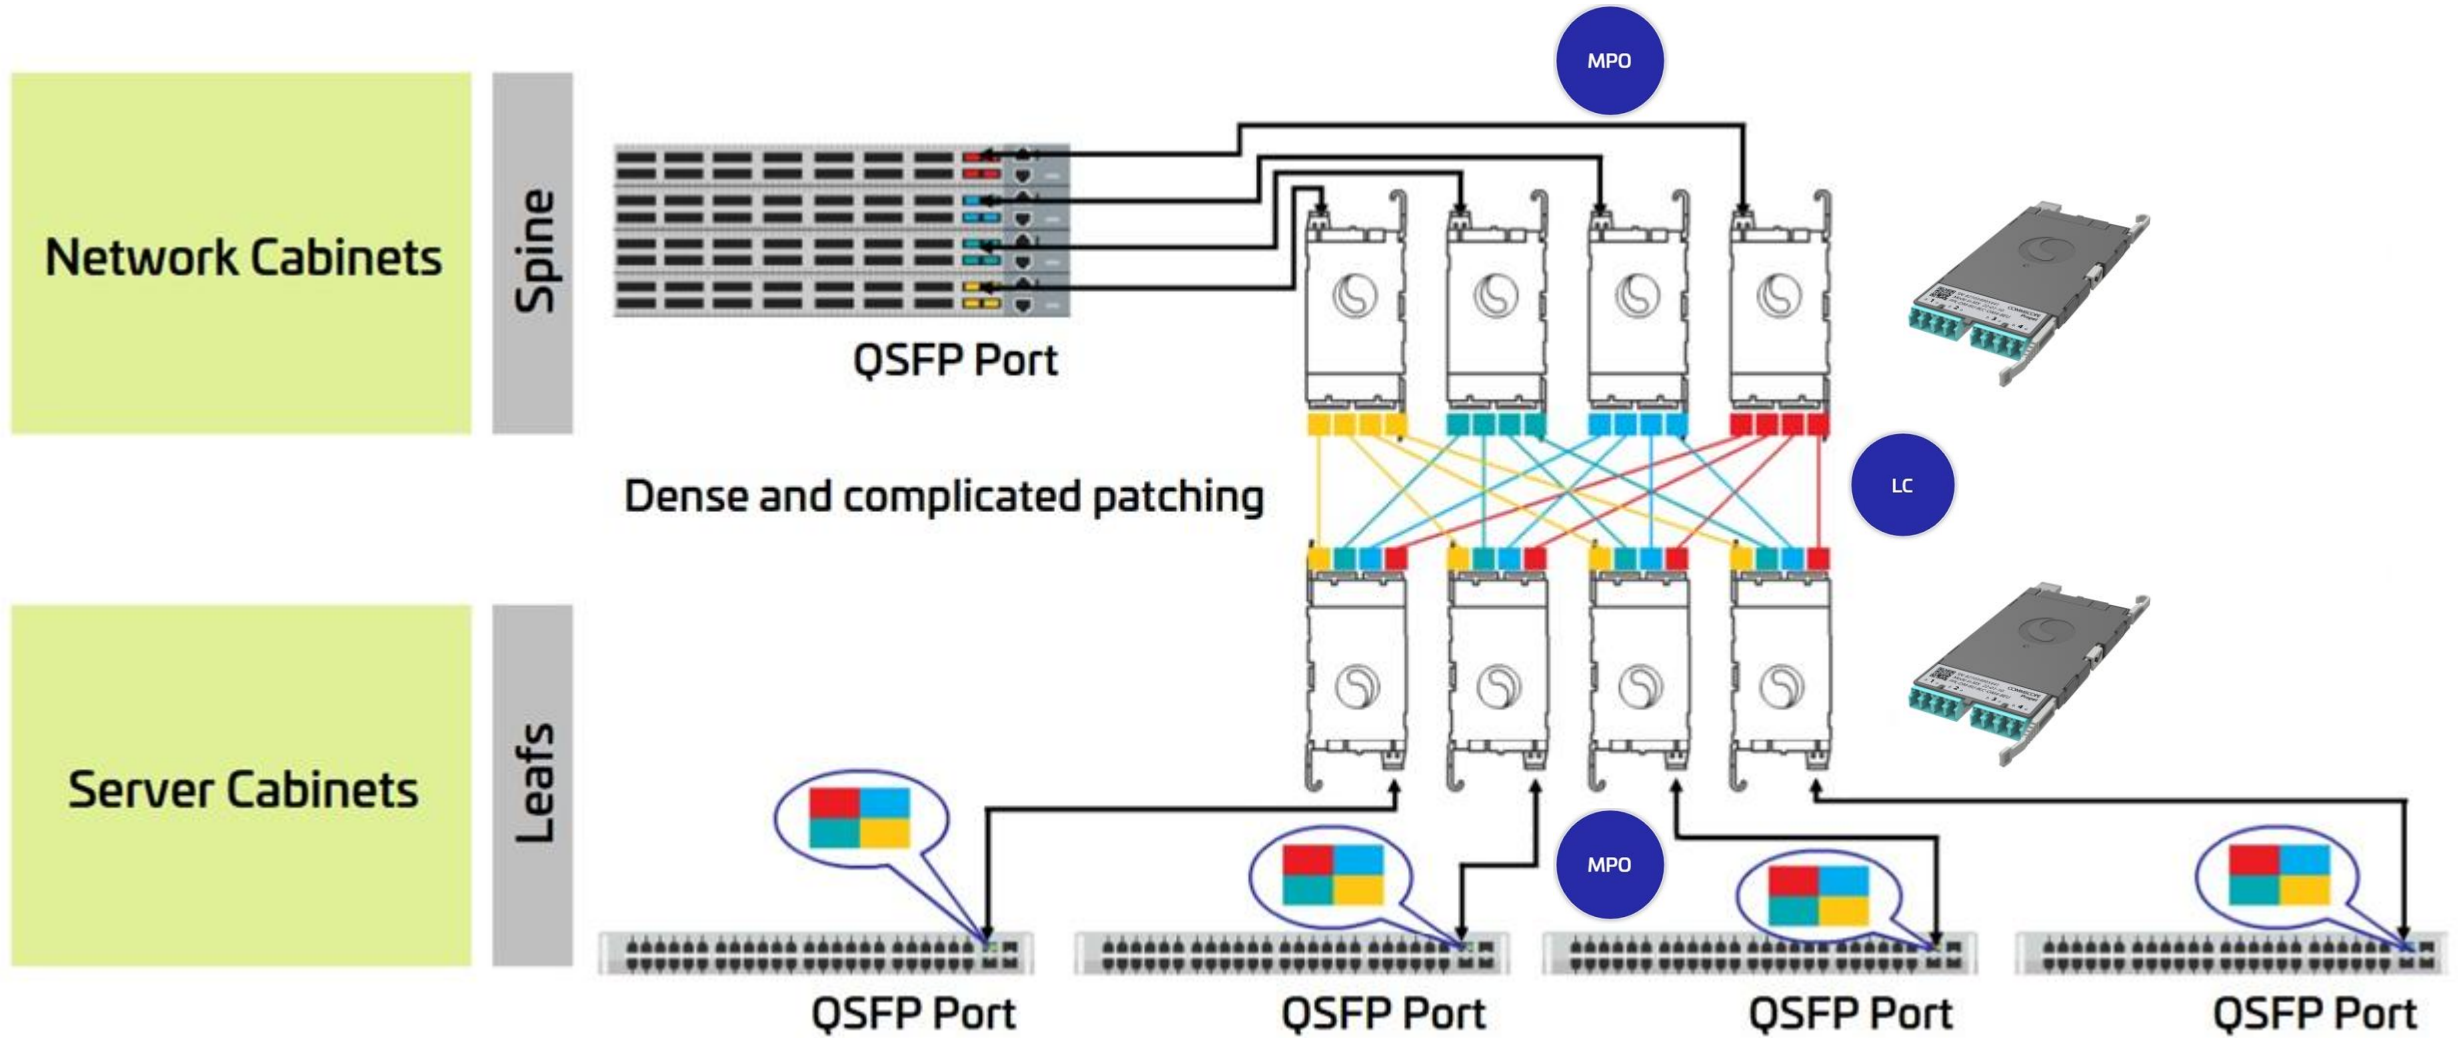 MPO
Network Cabinets
Spine
QSFP Port
Dense and complicated patching
LC
Server Cabinets
Leafs
MPO
QSFP Port
QSFP Port
QSFP Port
QSFP Port